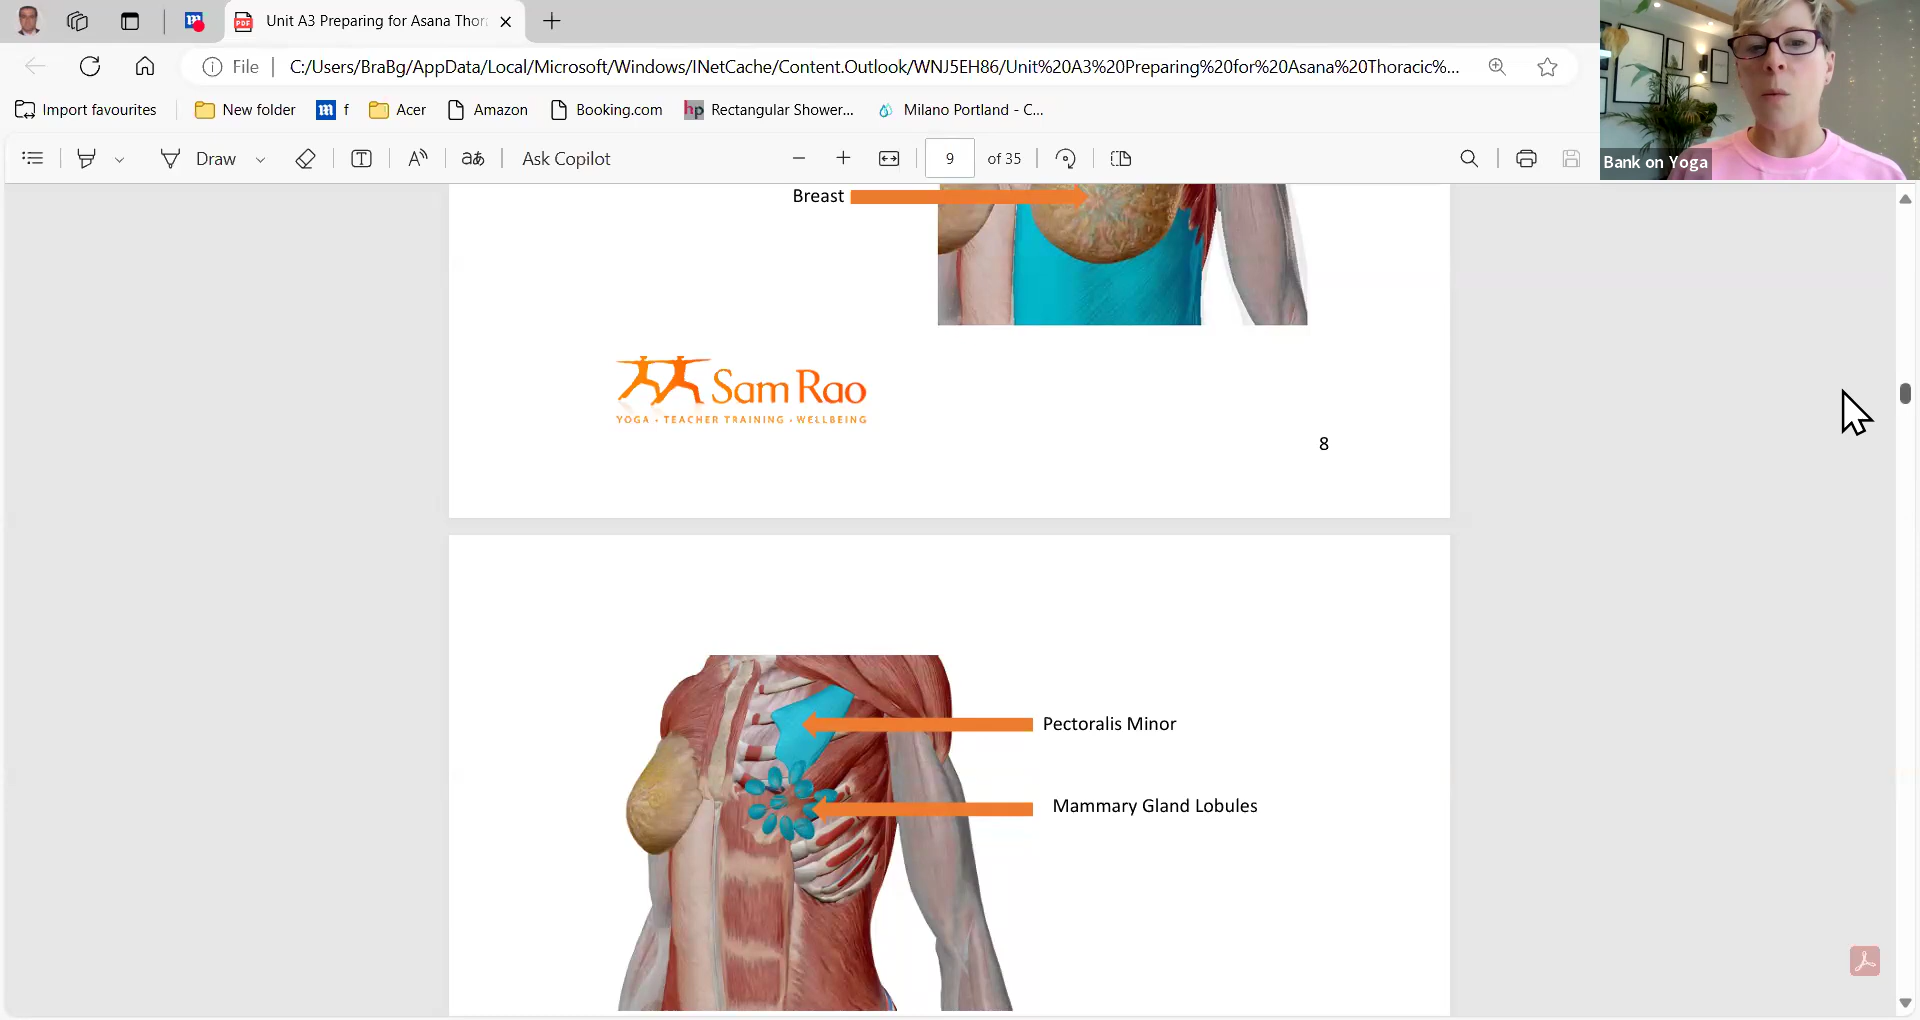 Unit A3 Preparing for Asana Thor
File
C:/Users/BraBg/AppData/Local/Microsoft/Windows/INetCache/Content.Outlook/WNJ5EH86/Unit%20A3%20Preparing%20for%20Asana%20Thoracic%...
Import favourites
New folder
f
Acer
Amazon
Booking.com
hp Rectangular Shower...
Milano Portland - C...
Draw
Ask Copilot
9 of 35
Bank on Yoga
Breast
Sam Rao
YOGA • TEACHER TRAINING • WELLBEING
8
Pectoralis Minor
Mammary Gland Lobules